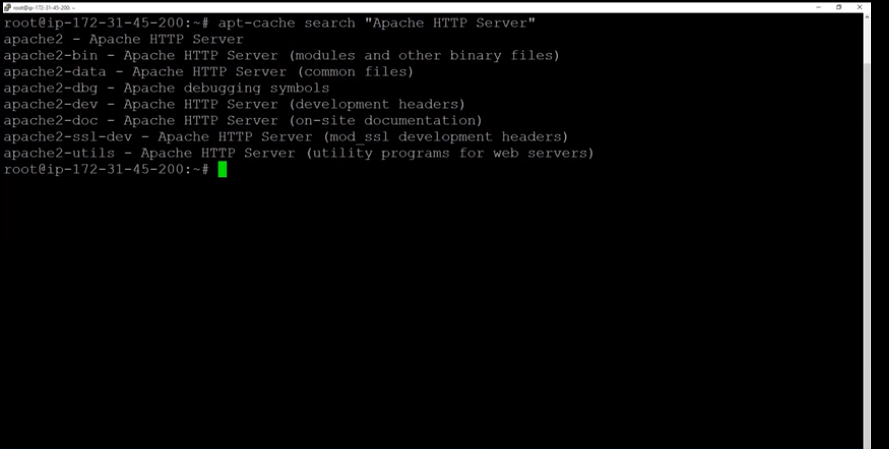 root@ip-172-31-45-200: ~
root@ip-172-31-45-200:~# apt-cache search "Apache HTTP Server"
apache2 - Apache HTTP Server
apache2-bin - Apache HTTP Server (modules and other binary files)
apache2-data - Apache HTTP Server (common files)
apache2-dbg - Apache debugging symbols
apache2-dev - Apache HTTP Server (development headers)
apache2-doc - Apache HTTP Server (on-site documentation)
apache2-ssl-dev - Apache HTTP Server (mod_ssl development headers)
apache2-utils - Apache HTTP Server (utility programs for web servers)
root@ip-172-31-45-200:~#